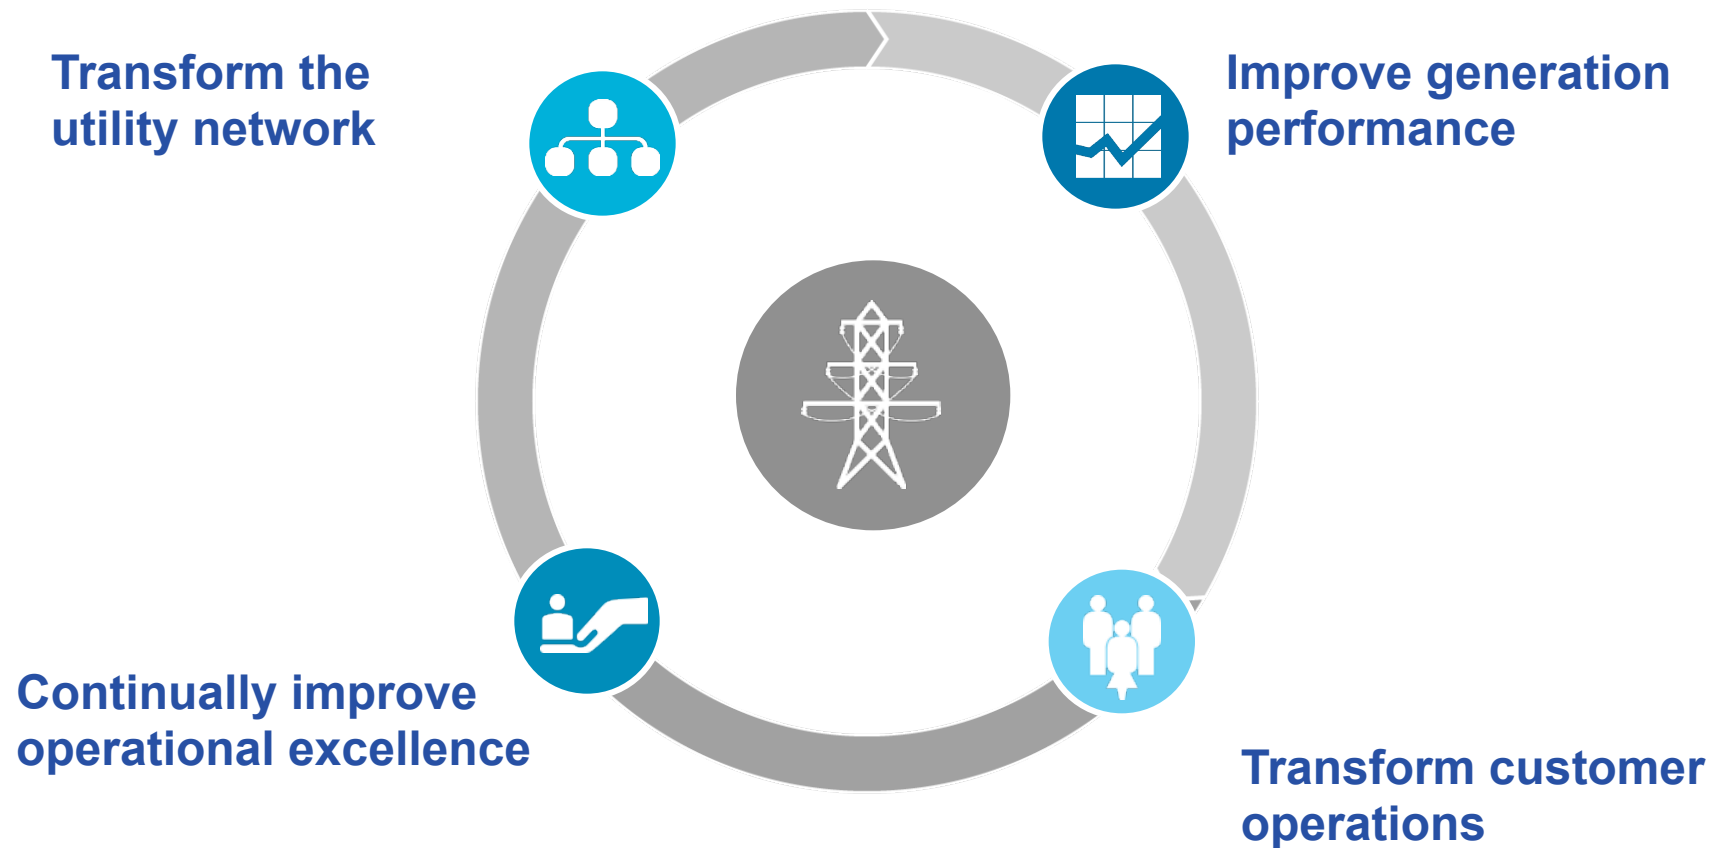 Transform the
utility network
Improve generation
performance
Continually improve
operational excellence
Transform customer
operations